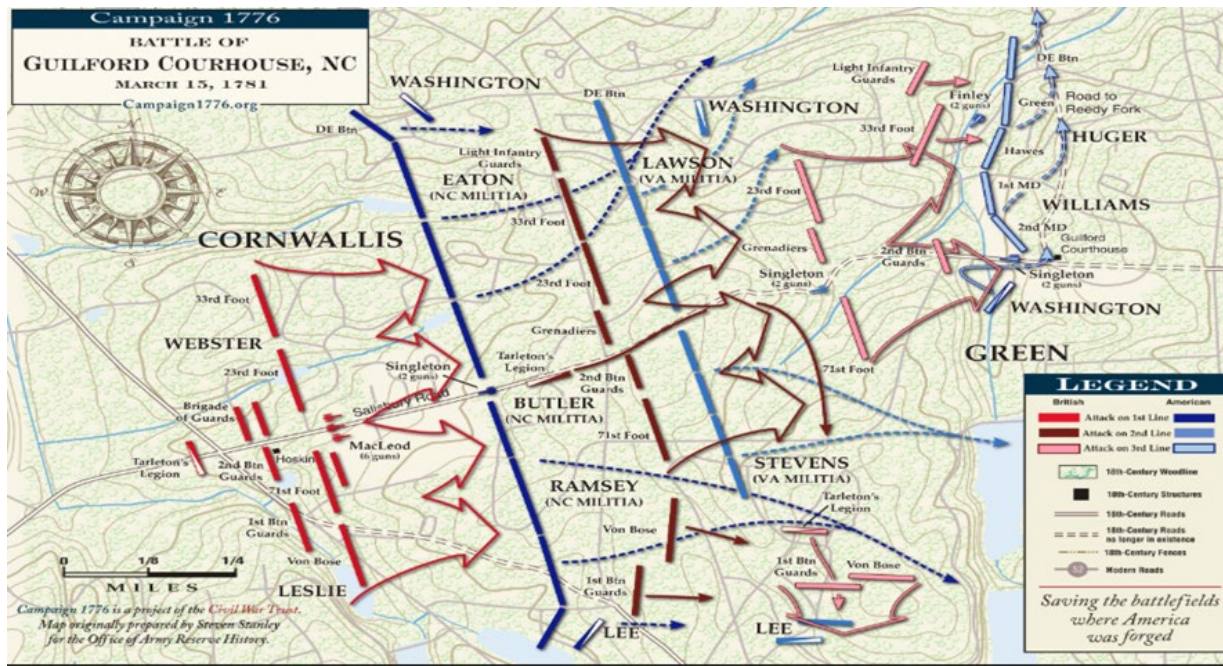 Campaign 1776
BATTLE OF
GUILFORD COURHOUSE, NC
MARCH 15, 1781
Campaign1776.org
N
W
E
S
WASHINGTON
DE Btn
Light Infantry
Guards
EATON
(NC MILITIA)
33rd Foot
CORNWALLIS
33rd Foot
WEBSTER
23rd Foot
23rd Foot
Grenadiers
Singleton
(2 guns)
Tarleton's
Legion
BUTLER
(NC MILITIA)
2nd Btn
Guards
Salisbury Road
Brigade
of Guards
MacLeod
(6 guns)
Hoskin
Tarleton's
Legion
2nd Btn
Guards
71st Foot
71st Foot
RAMSEY
(NC MILITIA)
1st Btn
Guards
Von Bose
LESLIE
Von Bose
1st Btn
Guards
LEE
DE Btn
WASHINGTON
LAWSON
(VA MILITIA)
Light Infantry
Guards
33rd Foot
23rd Foot
Grenadiers
Singleton
(2 guns)
2nd Btn
Guards
71st Foot
STEVENS
(VA MILITIA)
Tarleton's
Legion
1st Btn
Guards
Von Bose
LEE
Finley
(2 guns)
DE Btn
Green
Road to
Reedy Fork
HUGER
Hawes
1st MD
WILLIAMS
2nd MD
Guilford
Courthouse
Singleton
(2 guns)
WASHINGTON
GREEN
0
1/8
1/4
MILES
Campaign 1776 is a project of the Civil War Trust.
Map originally prepared by Steven Stanley
for the Office of Army Reserve History.
LEGEND
British
American
Attack on 1st Line
Attack on 2nd Line
Attack on 3rd Line
18th-Century Woodline
18th-Century Structures
18th-Century Roads
18th-Century Roads
no longer in existence
18th-Century Fences
Modern Roads
Saving the battlefields
where America
was forged